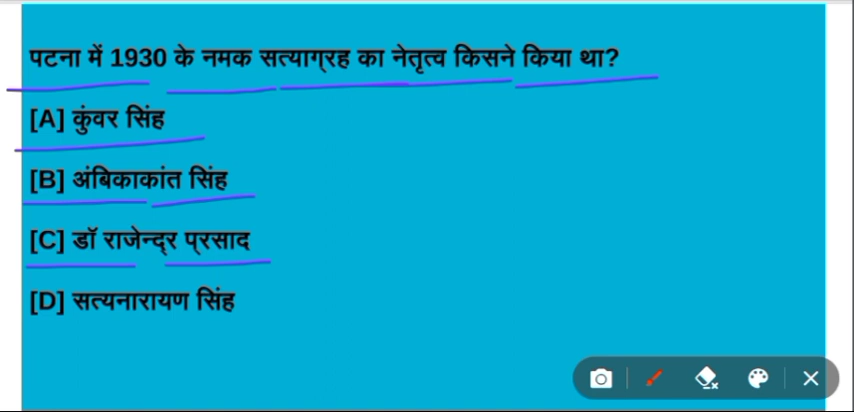 पटना में 1930 के नमक सत्याग्रह का नेतृत्व किसने किया था?
[A] कुंवर सिंह
[B] अंबिकाकांत सिंह
[C] डॉ राजेन्द्र प्रसाद
[D] सत्यनारायण सिंह